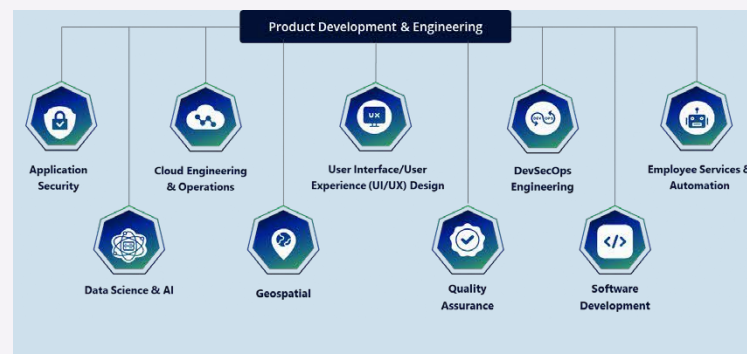 Product Development & Engineering
UX
Application
Security
Cloud Engineering
& Operations
User Interface/User
Experience (UI/UX) Design
DevSecOps
Engineering
Employee Services &
Automation
Data Science & AI
Geospatial
Quality
Assurance
</>
Software
Development